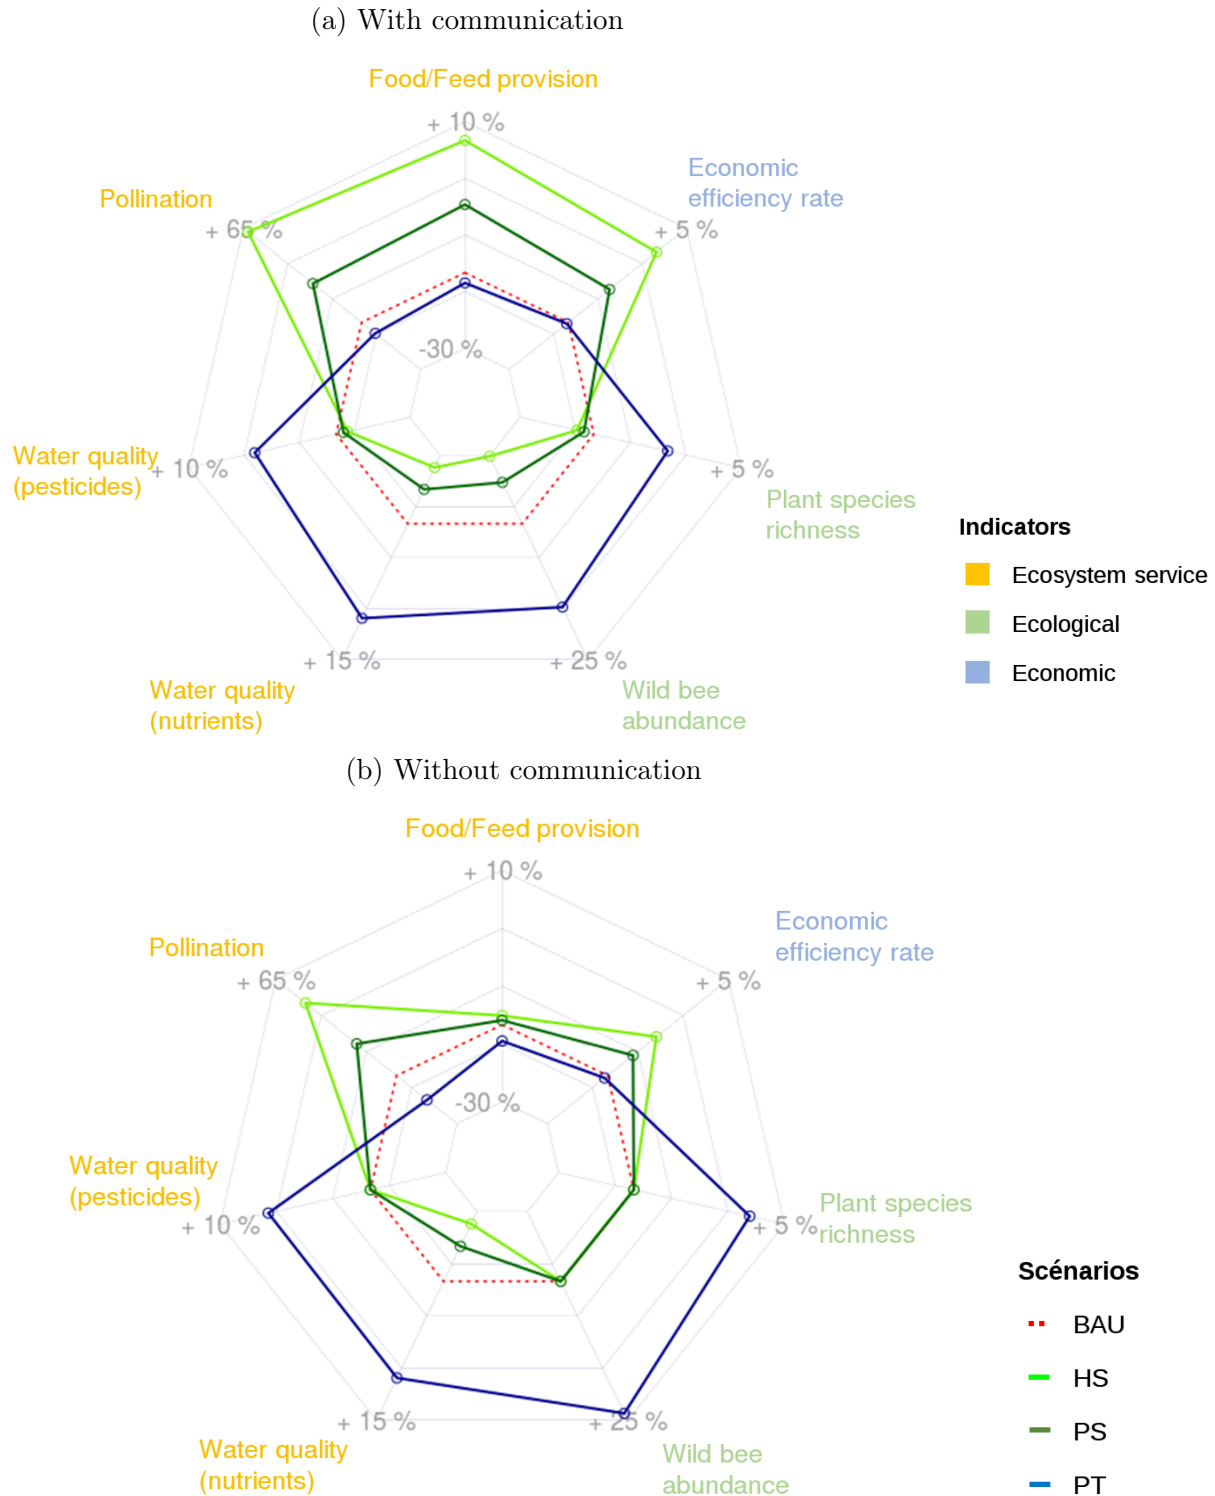 (a) With communication
Food/Feed provision
+ 10 %
Economic
efficiency rate
Pollination
+ 65 %
+ 5 %
-30 %
Water quality
(pesticides)
+ 10 %
+ 5 %
Plant species
richness
Indicators
Ecosystem service
Ecological
Economic
+ 15 %
+ 25 %
Water quality
(nutrients)
Wild bee
abundance
(b) Without communication
Food/Feed provision
+ 10 %
Economic
efficiency rate
Pollination
+ 65 %
+ 5 %
-30 %
Water quality
(pesticides)
+ 10 %
+ 5 %
Plant species
richness
Scénarios
BAU
HS
PS
PT
+ 15 %
+ 25 %
Water quality
(nutrients)
Wild bee
abundance